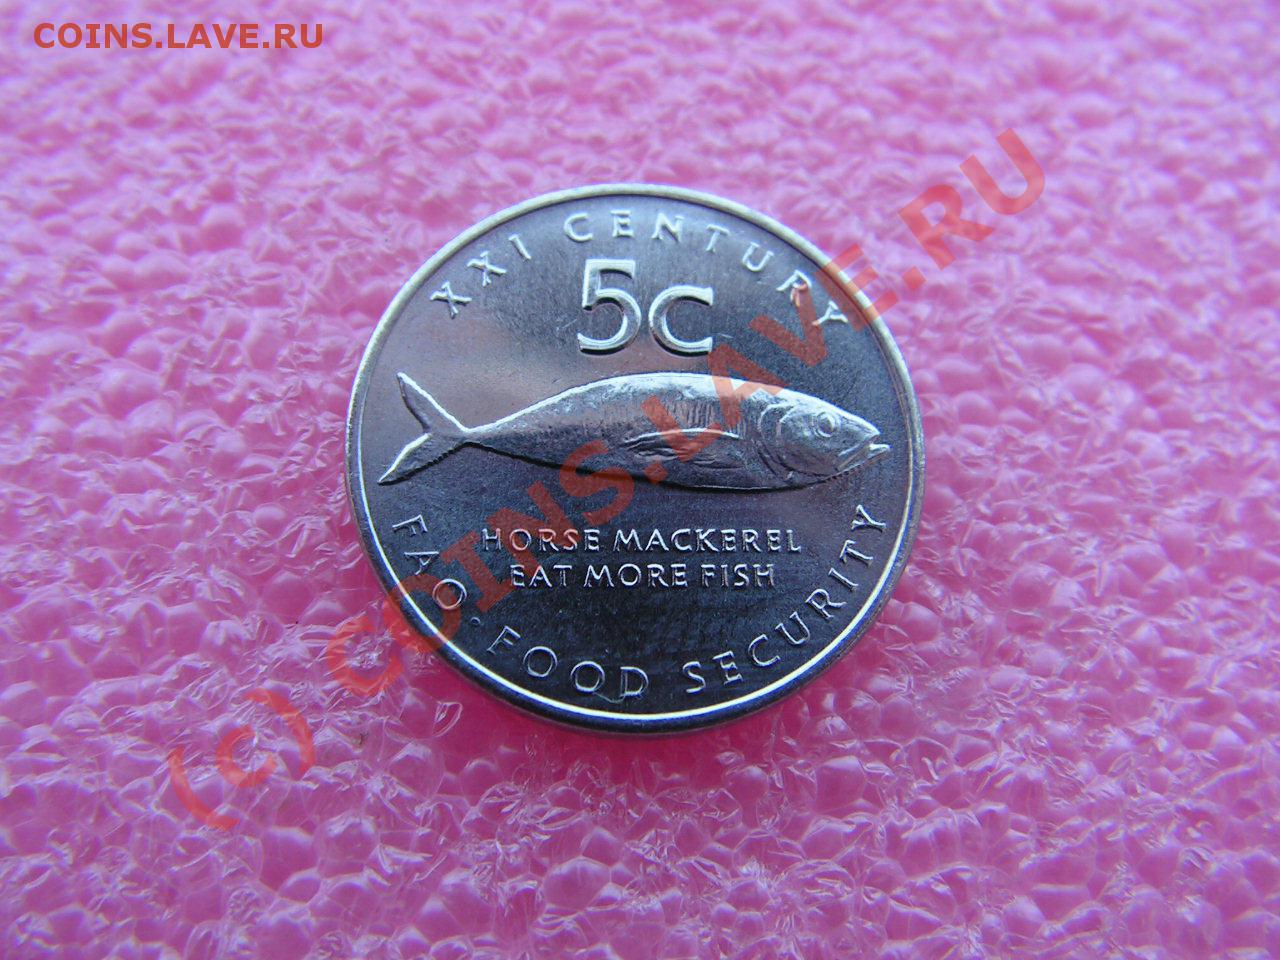 COINS.LAVE.RU
XXI CENTURY
5c
HORSE MACKEREL
EAT MORE FISH
FAO · FOOD SECURITY
(c) COINS.LAVE.RU